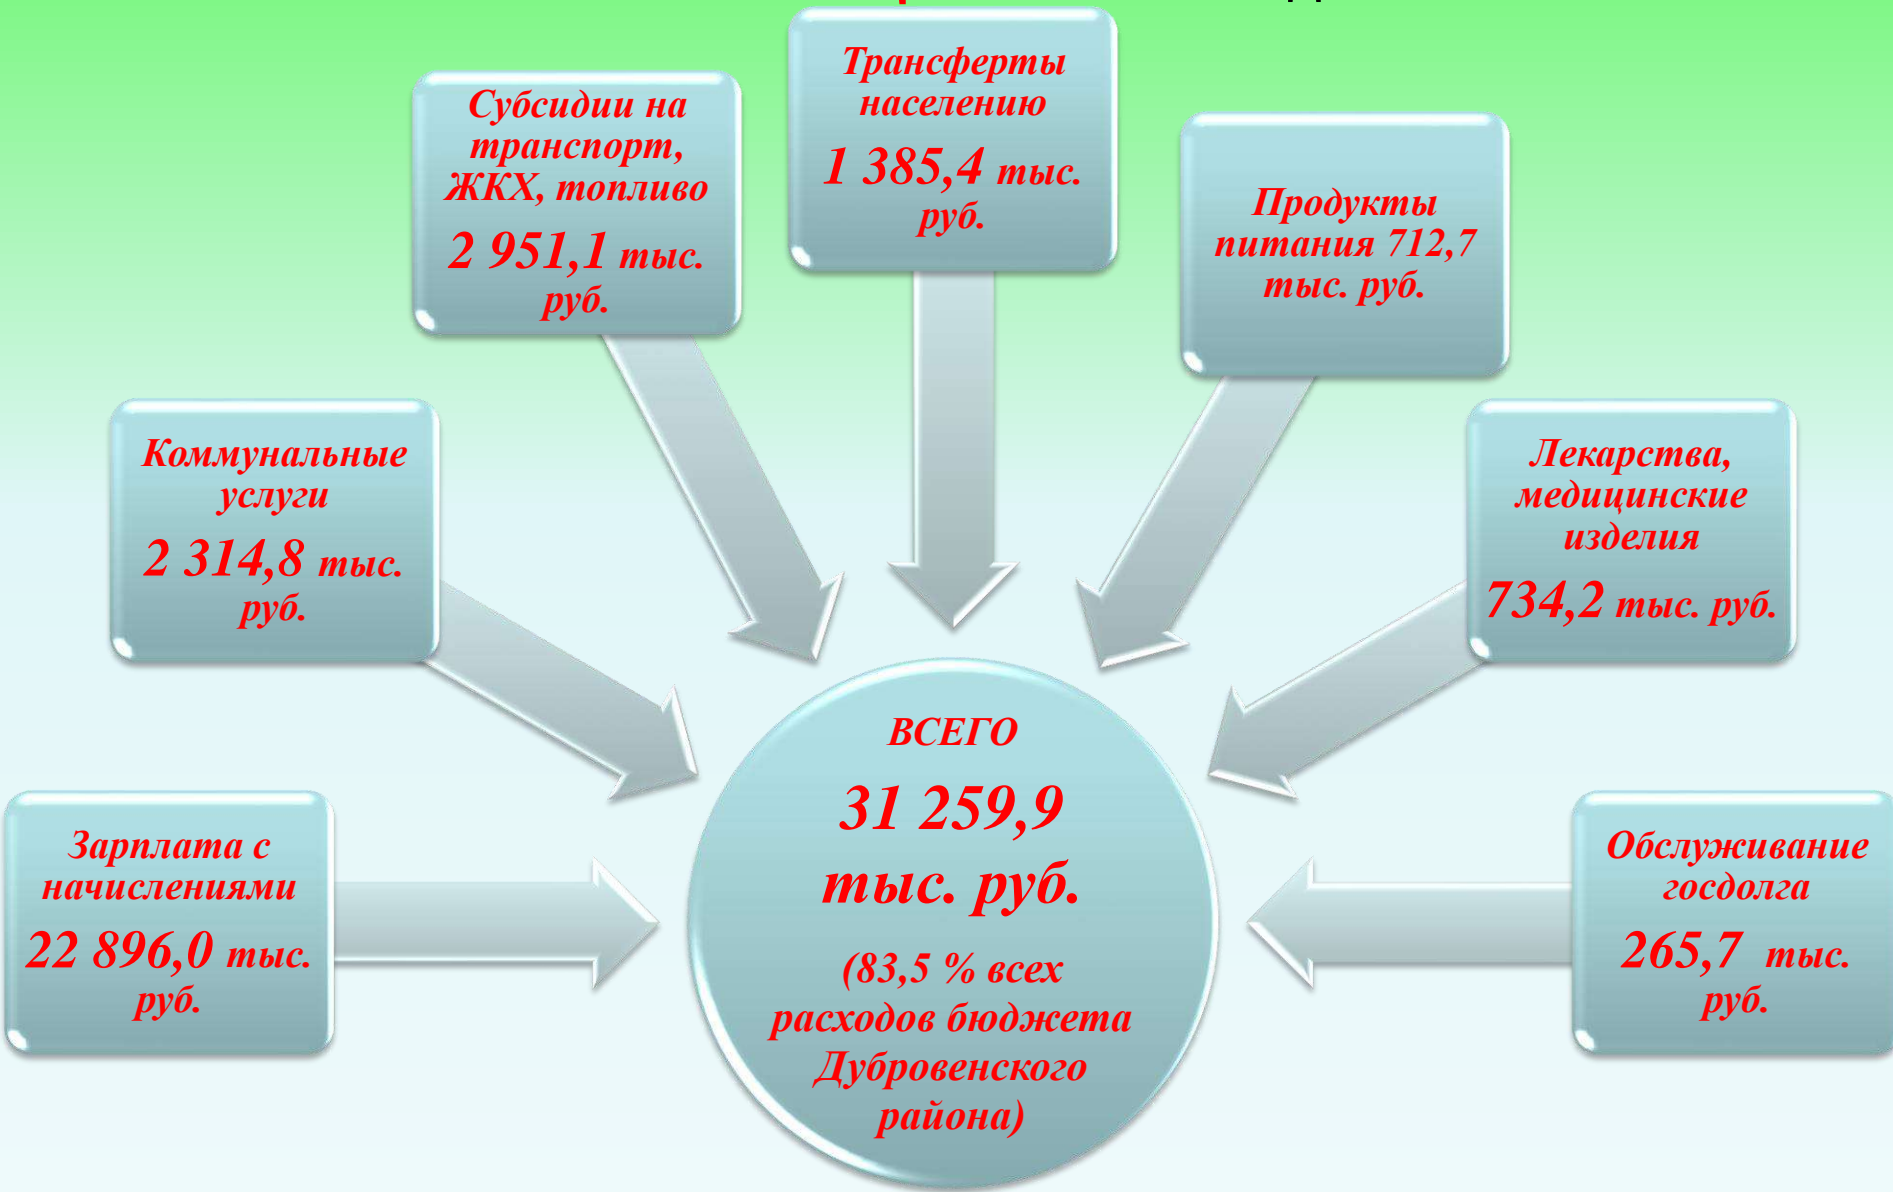 Трансферты
населению
1 385,4 тыс.
руб.
Субсидии на
транспорт,
ЖКХ, топливо
2 951,1 тыс.
руб.
Продукты
питания 712,7
тыс. руб.
Коммунальные
услуги
2 314,8 тыс.
руб.
Лекарства,
медицинские
изделия
734,2 тыс. руб.
Зарплата с
начислениями
22 896,0 тыс.
руб.
ВСЕГО
31 259,9
тыс. руб.
(83,5 % всех
расходов бюджета
Дубровенского
района)
Обслуживание
госдолга
265,7 тыс.
руб.